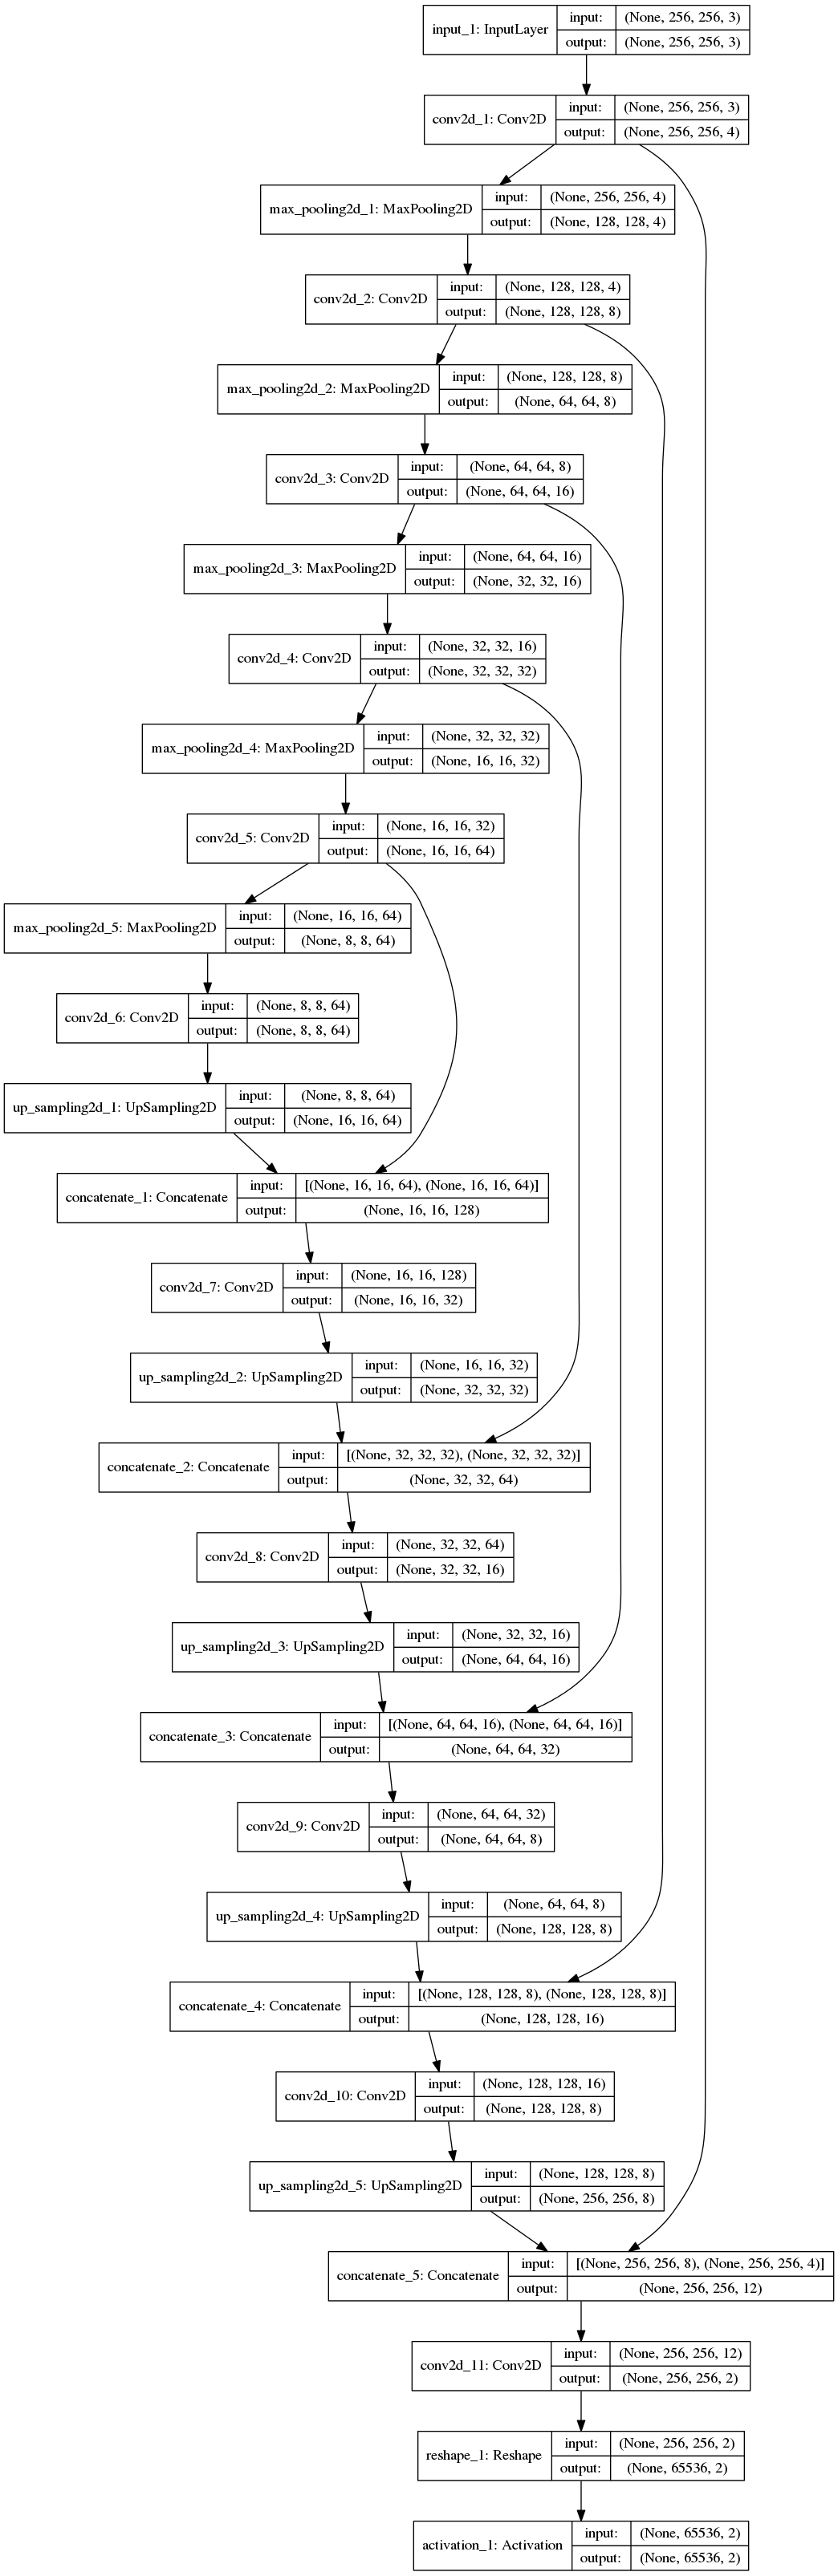 input_1: InputLayer
input: (None, 256, 256, 3)
output: (None, 256, 256, 3)
conv2d_1: Conv2D
input: (None, 256, 256, 3)
output: (None, 256, 256, 4)
max_pooling2d_1: MaxPooling2D
input: (None, 256, 256, 4)
output: (None, 128, 128, 4)
conv2d_2: Conv2D
input: (None, 128, 128, 4)
output: (None, 128, 128, 8)
max_pooling2d_2: MaxPooling2D
input: (None, 128, 128, 8)
output: (None, 64, 64, 8)
conv2d_3: Conv2D
input: (None, 64, 64, 8)
output: (None, 64, 64, 16)
max_pooling2d_3: MaxPooling2D
input: (None, 64, 64, 16)
output: (None, 32, 32, 16)
conv2d_4: Conv2D
input: (None, 32, 32, 16)
output: (None, 32, 32, 32)
max_pooling2d_4: MaxPooling2D
input: (None, 32, 32, 32)
output: (None, 16, 16, 32)
conv2d_5: Conv2D
input: (None, 16, 16, 32)
output: (None, 16, 16, 64)
max_pooling2d_5: MaxPooling2D
input: (None, 16, 16, 64)
output: (None, 8, 8, 64)
conv2d_6: Conv2D
input: (None, 8, 8, 64)
output: (None, 8, 8, 64)
up_sampling2d_1: UpSampling2D
input: (None, 8, 8, 64)
output: (None, 16, 16, 64)
concatenate_1: Concatenate
input: [(None, 16, 16, 64), (None, 16, 16, 64)]
output: (None, 16, 16, 128)
conv2d_7: Conv2D
input: (None, 16, 16, 128)
output: (None, 16, 16, 32)
up_sampling2d_2: UpSampling2D
input: (None, 16, 16, 32)
output: (None, 32, 32, 32)
concatenate_2: Concatenate
input: [(None, 32, 32, 32), (None, 32, 32, 32)]
output: (None, 32, 32, 64)
conv2d_8: Conv2D
input: (None, 32, 32, 64)
output: (None, 32, 32, 16)
up_sampling2d_3: UpSampling2D
input: (None, 32, 32, 16)
output: (None, 64, 64, 16)
concatenate_3: Concatenate
input: [(None, 64, 64, 16), (None, 64, 64, 16)]
output: (None, 64, 64, 32)
conv2d_9: Conv2D
input: (None, 64, 64, 32)
output: (None, 64, 64, 8)
up_sampling2d_4: UpSampling2D
input: (None, 64, 64, 8)
output: (None, 128, 128, 8)
concatenate_4: Concatenate
input: [(None, 128, 128, 8), (None, 128, 128, 8)]
output: (None, 128, 128, 16)
conv2d_10: Conv2D
input: (None, 128, 128, 16)
output: (None, 128, 128, 8)
up_sampling2d_5: UpSampling2D
input: (None, 128, 128, 8)
output: (None, 256, 256, 8)
concatenate_5: Concatenate
input: [(None, 256, 256, 8), (None, 256, 256, 4)]
output: (None, 256, 256, 12)
conv2d_11: Conv2D
input: (None, 256, 256, 12)
output: (None, 256, 256, 2)
reshape_1: Reshape
input: (None, 256, 256, 2)
output: (None, 65536, 2)
activation_1: Activation
input: (None, 65536, 2)
output: (None, 65536, 2)